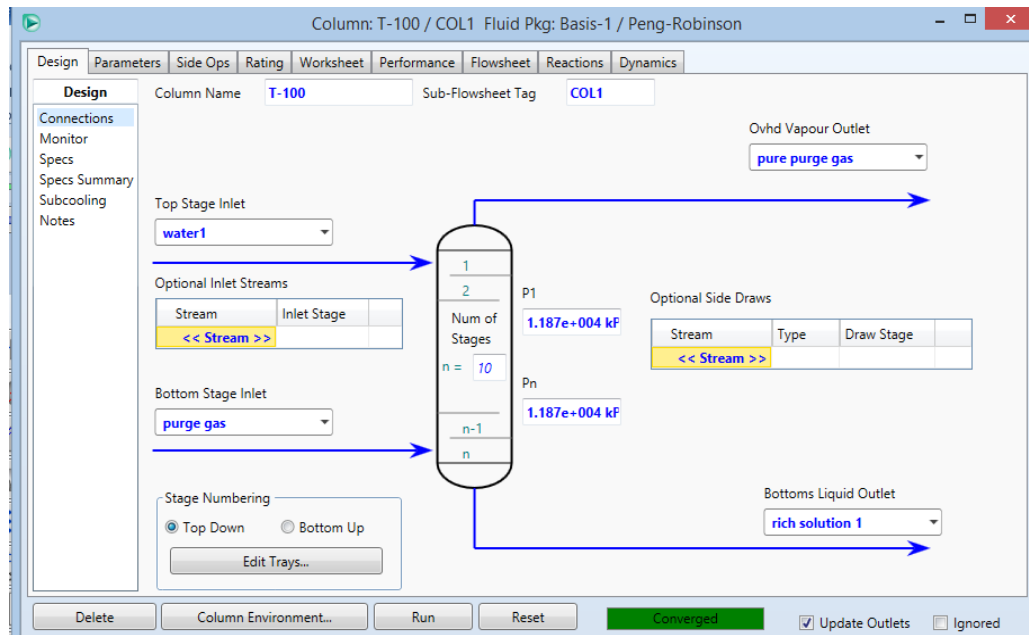 Column: T-100 / COL1 Fluid Pkg: Basis-1 / Peng-Robinson
Design Parameters Side Ops Rating Worksheet Performance Flowsheet Reactions Dynamics
Design
Connections
Monitor
Specs
Specs Summary
Subcooling
Notes
Column Name T-100 Sub-Flowsheet Tag COL1
Ovhd Vapour Outlet
pure purge gas
Top Stage Inlet
water1
Optional Inlet Streams
Stream Inlet Stage
<< Stream >>
Bottom Stage Inlet
purge gas
1
2
Num of
Stages
n = 10
n-1
n
P1
1.187e+004 kP
Pn
1.187e+004 kP
Optional Side Draws
Stream Type Draw Stage
<< Stream >>
Stage Numbering
Top Down Bottom Up
Edit Trays...
Bottoms Liquid Outlet
rich solution 1
Delete Column Environment... Run Reset Converged Update Outlets Ignored